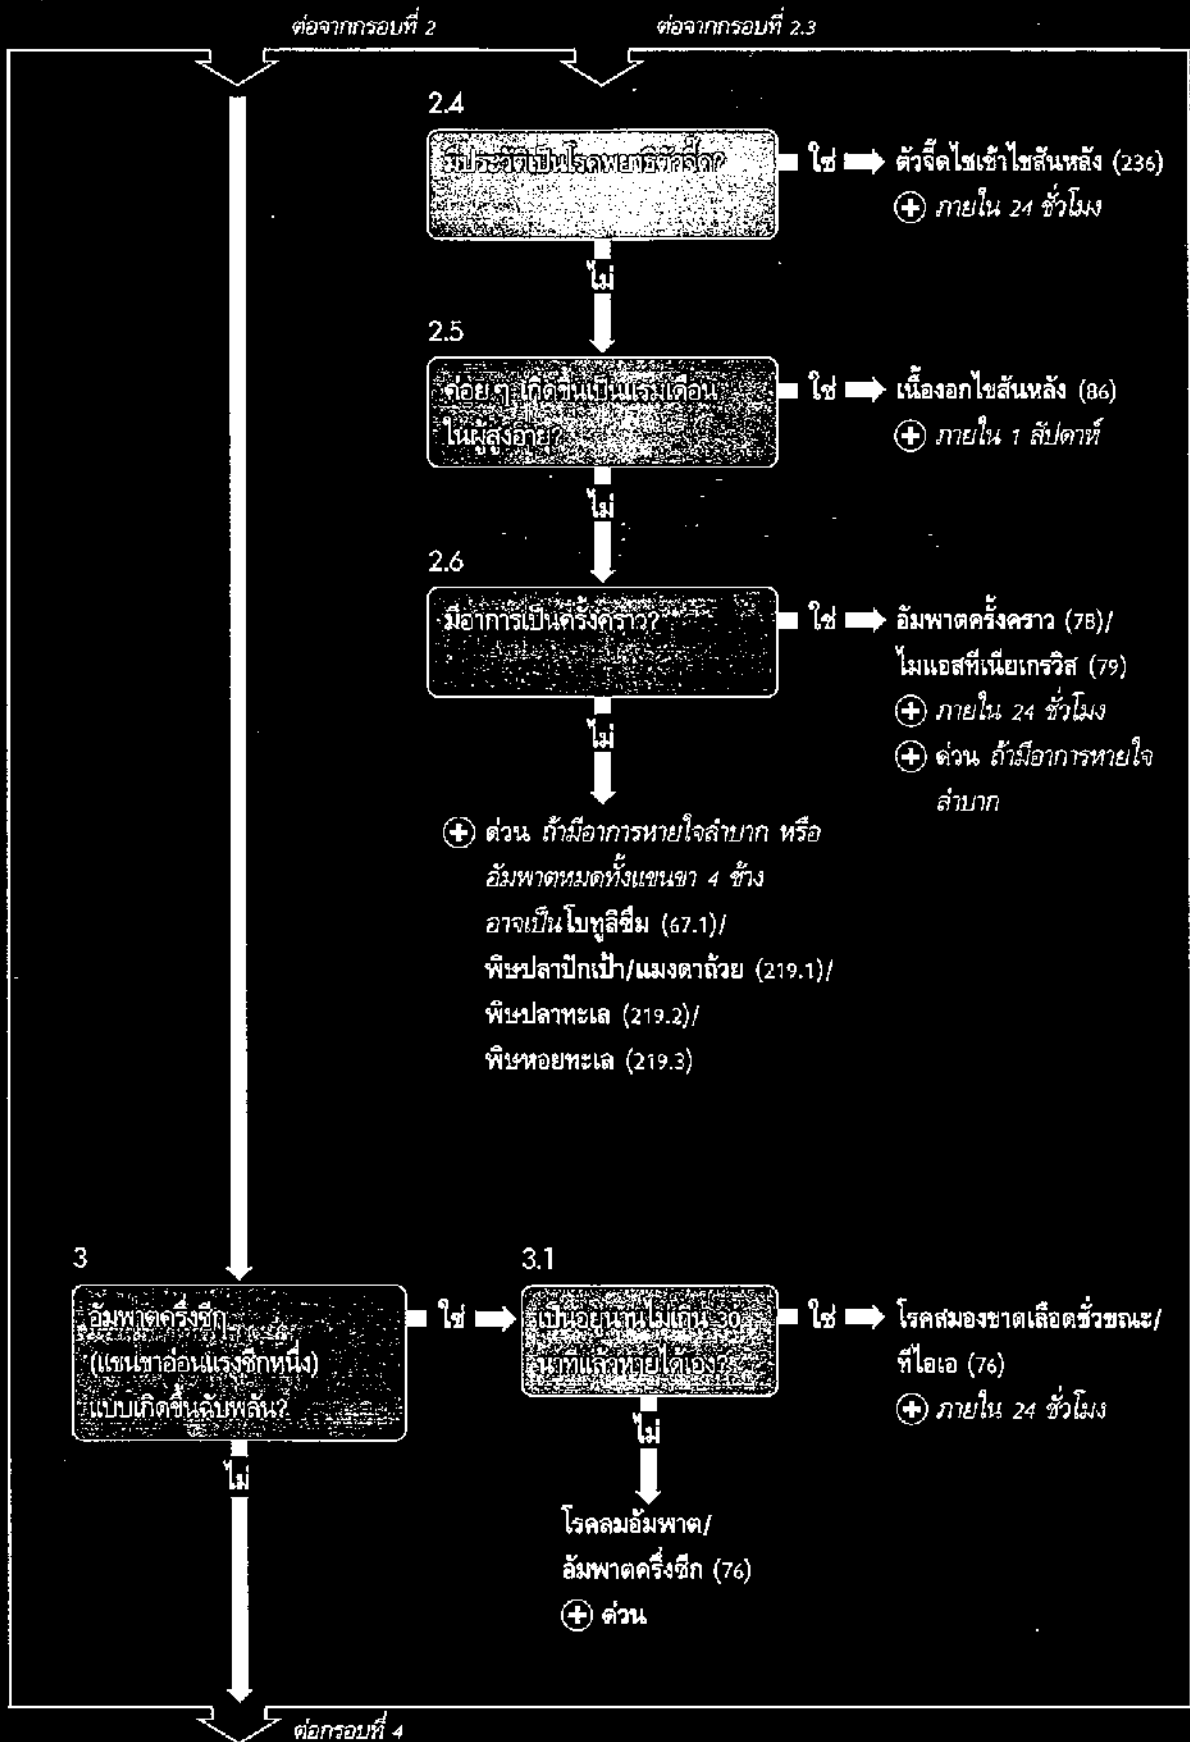 ต่อจากกรอบที่ 2
ต่อจากกรอบที่ 2.3
2.4
มีประวัติเป็นโรคพยาธิตัวจี๊ด?
ใช่
ตัวจี๊ดไชเข้าไขสันหลัง (236)
ภายใน 24 ชั่วโมง
ไม่
2.5
ค่อย ๆ เกิดขึ้นเป็นแรมเดือน
ในผู้สูงอายุ?
ใช่
เนื้องอกไขสันหลัง (86)
ภายใน 1 สัปดาห์
ไม่
2.6
มีอาการเป็นครั้งคราว?
ใช่
อัมพาตครั้งคราว (78)/
ไมแอสทีเนียเกรวิส (79)
ภายใน 24 ชั่วโมง
ด่วน ถ้ามีอาการหายใจ
ลำบาก
ไม่
ด่วน ถ้ามีอาการหายใจลำบาก หรือ
อัมพาตหมดทั้งแขนขา 4 ข้าง
อาจเป็นโบทูลิซึม (67.1)/
พิษปลาปักเป้า/แมงดาถ้วย (219.1)/
พิษปลาทะเล (219.2)/
พิษหอยทะเล (219.3)
3
อัมพาตครึ่งซีก
(แขนขาอ่อนแรงซีกหนึ่ง)
แบบเกิดขึ้นฉับพลัน?
ใช่
3.1
เป็นอยู่นานไม่เกิน 30
นาทีแล้วหายได้เอง?
ใช่
โรคสมองขาดเลือดชั่วขณะ/
ทีไอเอ (76)
ภายใน 24 ชั่วโมง
ไม่
ไม่
โรคลมอัมพาต/
อัมพาตครึ่งซีก (76)
ด่วน
ต่อกรอบที่ 4